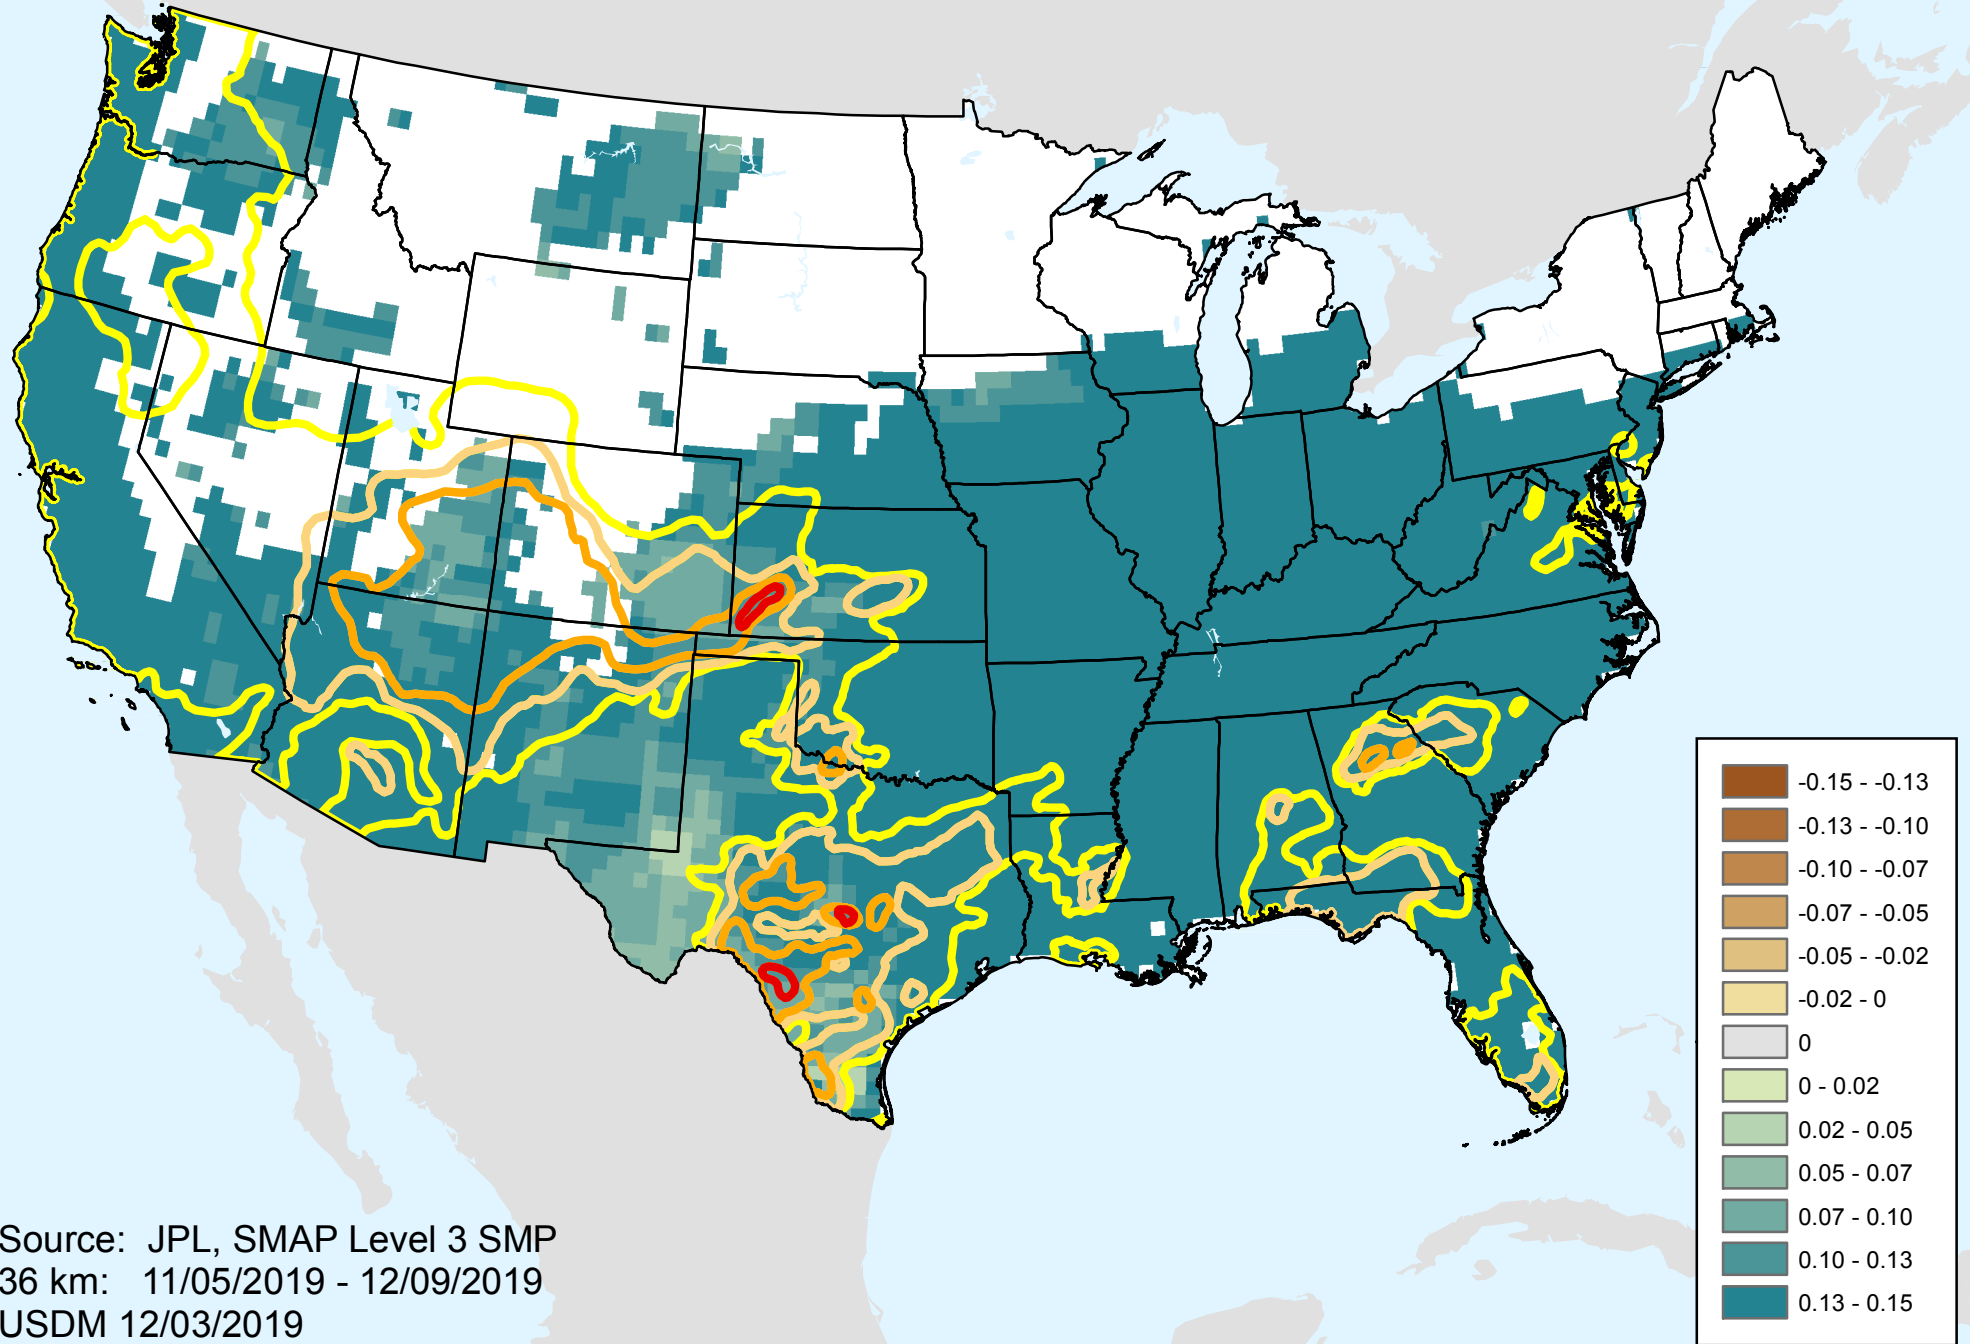 -0.15 - -0.13
-0.13 - -0.10
-0.10 - -0.07
-0.07 - -0.05
-0.05 - -0.02
-0.02 - 0
0
0 - 0.02
0.02 - 0.05
0.05 - 0.07
0.07 - 0.10
0.10 - 0.13
0.13 - 0.15
Source: JPL, SMAP Level 3 SMP
36 km: 11/05/2019 - 12/09/2019
USDM 12/03/2019